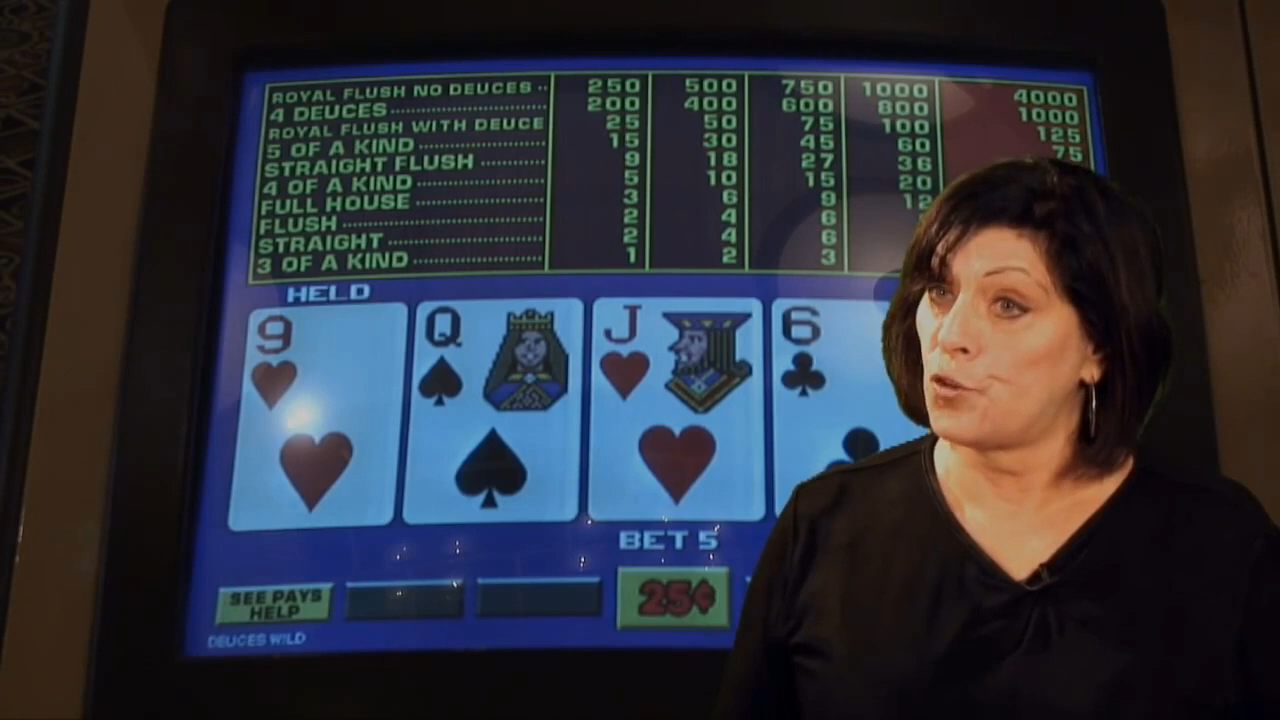 ROYAL FLUSH NO DEUCES ·· 250 500 750 1000 4000
4 DEUCES 200 400 600 800 1000
ROYAL FLUSH WITH DEUCE 25 50 75 100 125
5 OF A KIND 15 30 45 60 75
STRAIGHT FLUSH 9 18 27 36
4 OF A KIND 5 10 15 20
FULL HOUSE 3 6 9 12
FLUSH 2 4 6
STRAIGHT 2 4 6
3 OF A KIND 1 2 3
HELD
9 Q J 6
BET 5
SEE PAYS
HELP
25¢
DEUCES WILD